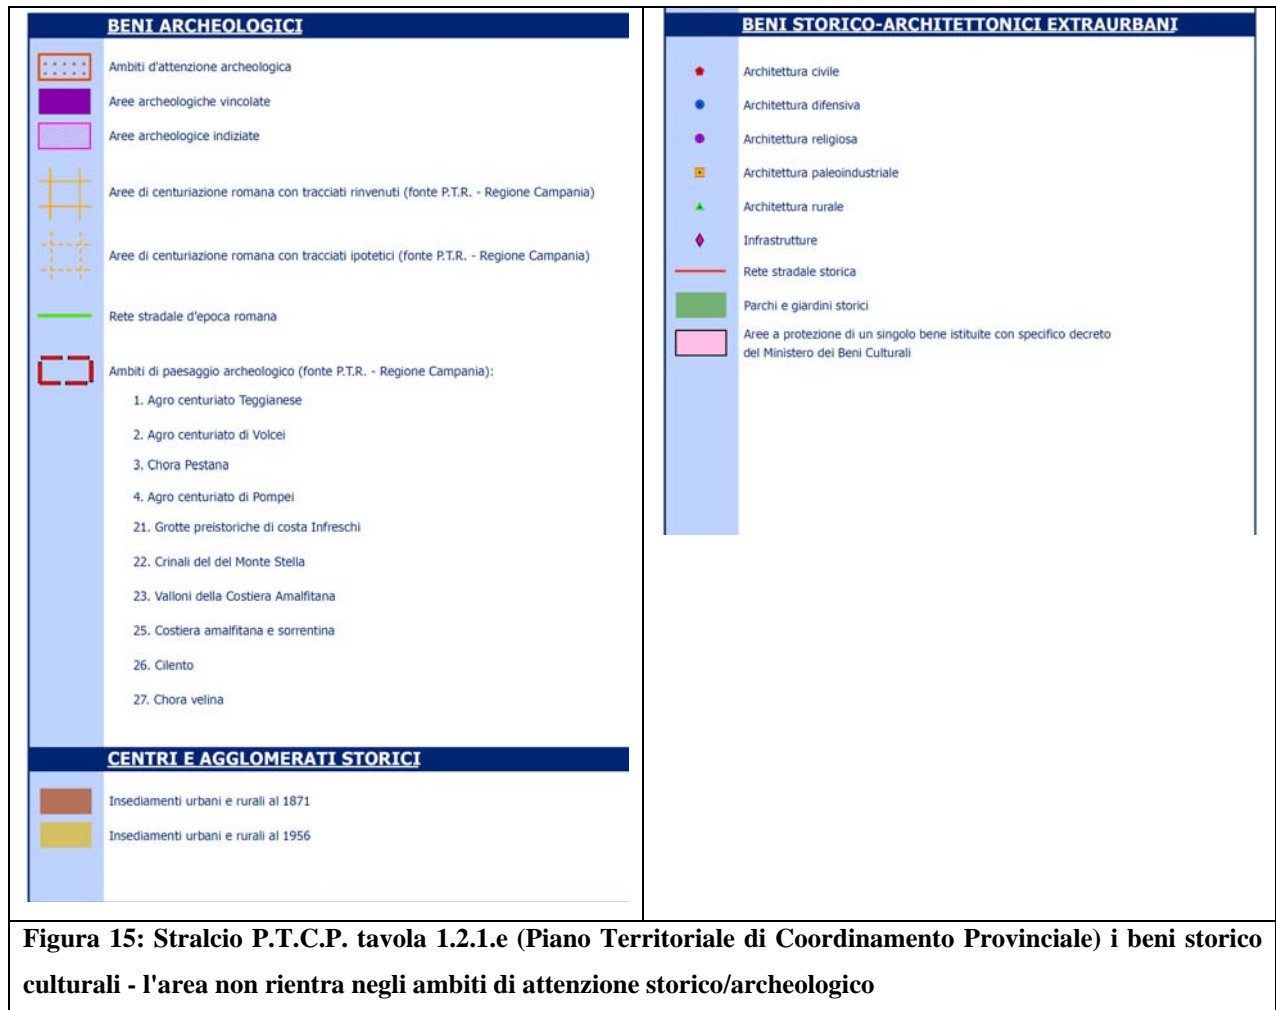 BENI ARCHEOLOGICI
Ambiti d'attenzione archeologica
Aree archeologiche vincolate
Aree archeologice indiziate
Aree di centuriazione romana con tracciati rinvenuti (fonte P.T.R. - Regione Campania)
Aree di centuriazione romana con tracciati ipotetici (fonte P.T.R. - Regione Campania)
Rete stradale d'epoca romana
Ambiti di paesaggio archeologico (fonte P.T.R. - Regione Campania):
1. Agro centuriato Teggianese
2. Agro centuriato di Volcei
3. Chora Pestana
4. Agro centuriato di Pompei
21. Grotte preistoriche di costa Infreschi
22. Crinali del del Monte Stella
23. Valloni della Costiera Amalfitana
25. Costiera amalfitana e sorrentina
26. Cilento
27. Chora velina
CENTRI E AGGLOMERATI STORICI
Insediamenti urbani e rurali al 1871
Insediamenti urbani e rurali al 1956
BENI STORICO-ARCHITETTONICI EXTRAURBANI
Architettura civile
Architettura difensiva
Architettura religiosa
Architettura paleoindustriale
Architettura rurale
Infrastrutture
Rete stradale storica
Parchi e giardini storici
Aree a protezione di un singolo bene istituite con specifico decreto
del Ministero dei Beni Culturali
Figura 15: Stralcio P.T.C.P. tavola 1.2.1.e (Piano Territoriale di Coordinamento Provinciale) i beni storico
culturali - l'area non rientra negli ambiti di attenzione storico/archeologico